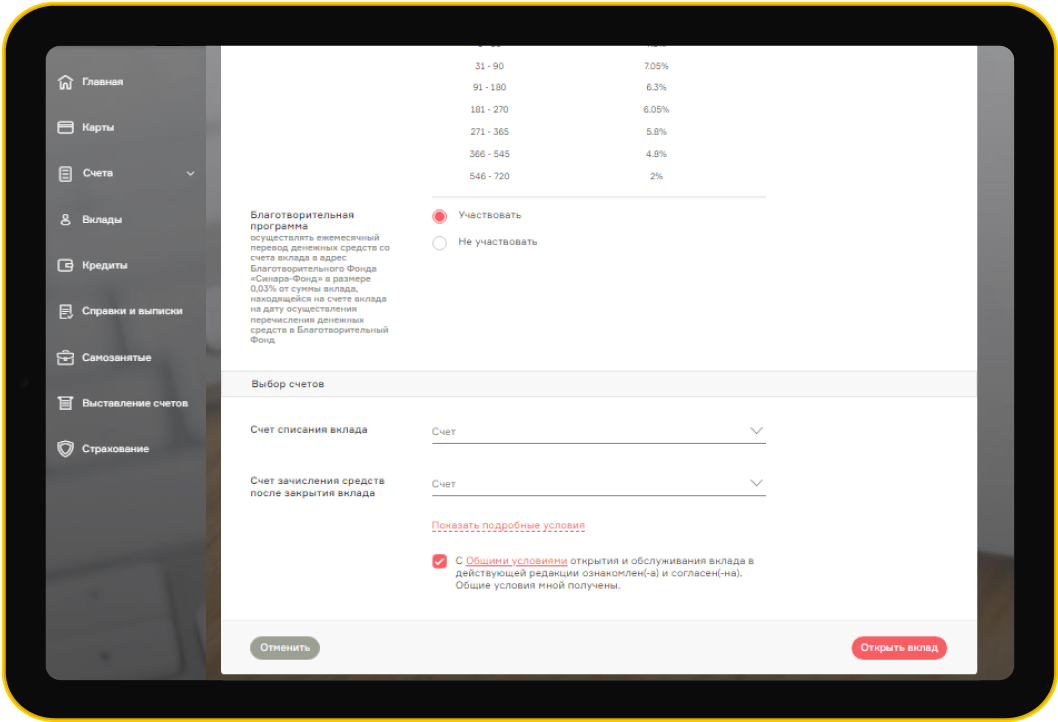 Главная
Карты
Счета
Вклады
Кредиты
Справки и выписки
Самозанятые
Выставление счетов
Страхование
31 - 90 7.05%
91 - 180 6.3%
181 - 270 6.05%
271 - 365 5.8%
366 - 545 4.8%
546 - 720 2%
Благотворительная
программа
осуществлять ежемесячный
перевод денежных средств со
счета вклада в адрес
Благотворительного Фонда
«Синара-Фонд» в размере
0,03% от суммы вклада,
находящейся на счете вклада
на дату осуществления
перечисления денежных
средств в Благотворительный
Фонд
Участвовать
Не участвовать
Выбор счетов
Счет списания вклада
Счет
Счет зачисления средств
после закрытия вклада
Счет
Показать подробные условия
С Общими условиями открытия и обслуживания вклада в
действующей редакции ознакомлен(-а) и согласен(-на).
Общие условия мной получены.
Отменить
Открыть вклад